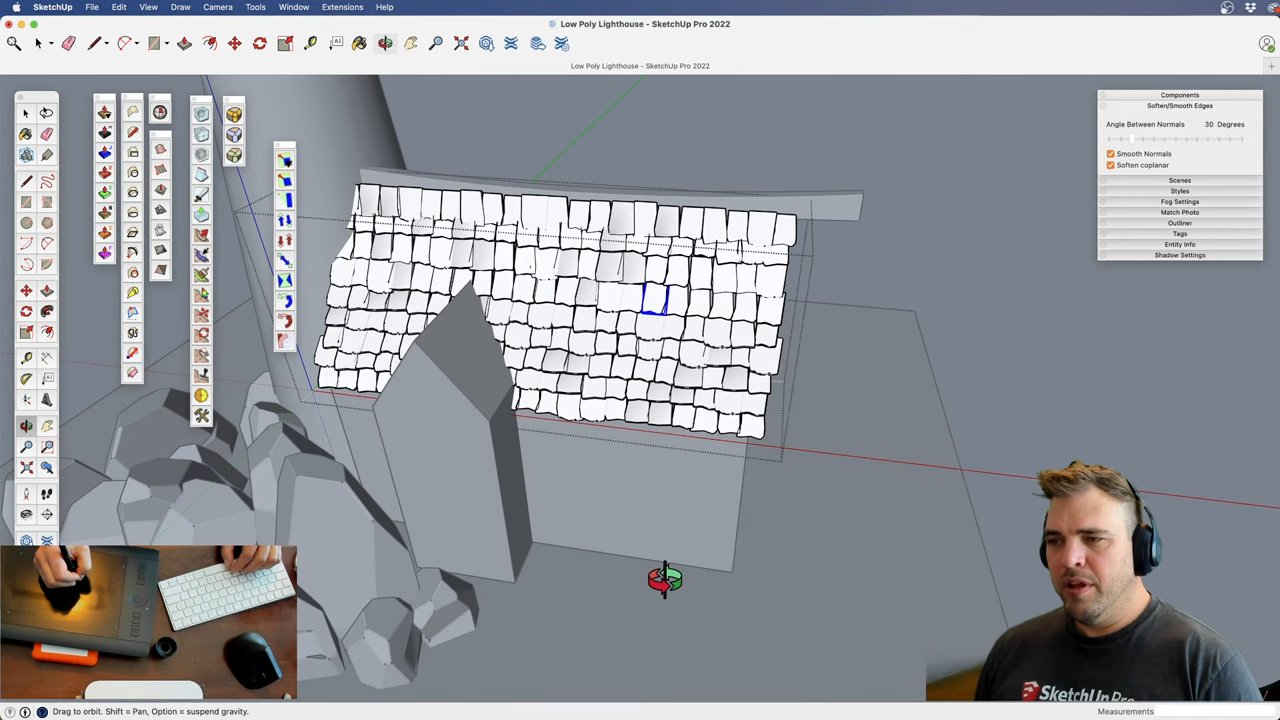 SketchUp File Edit View Draw Camera Tools Window Extensions Help
Low Poly Lighthouse - SketchUp Pro 2022
Low Poly Lighthouse - SketchUp Pro 2022
Components
Soften/Smooth Edges
Angle Between Normals 30 Degrees
Smooth Normals
Soften coplanar
Scenes
Styles
Fog Settings
Match Photo
Outliner
Tags
Entity Info
Shadow Settings
SketchUp Pro
Drag to orbit. Shift = Pan, Option = suspend gravity.
Measurements